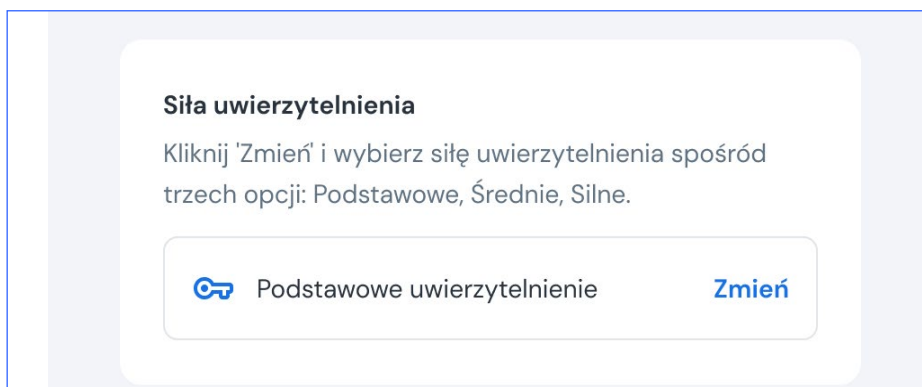 Siła uwierzytelnienia
Kliknij 'Zmień' i wybierz siłę uwierzytelnienia spośród
trzech opcji: Podstawowe, Średnie, Silne.
Podstawowe uwierzytelnienie Zmień